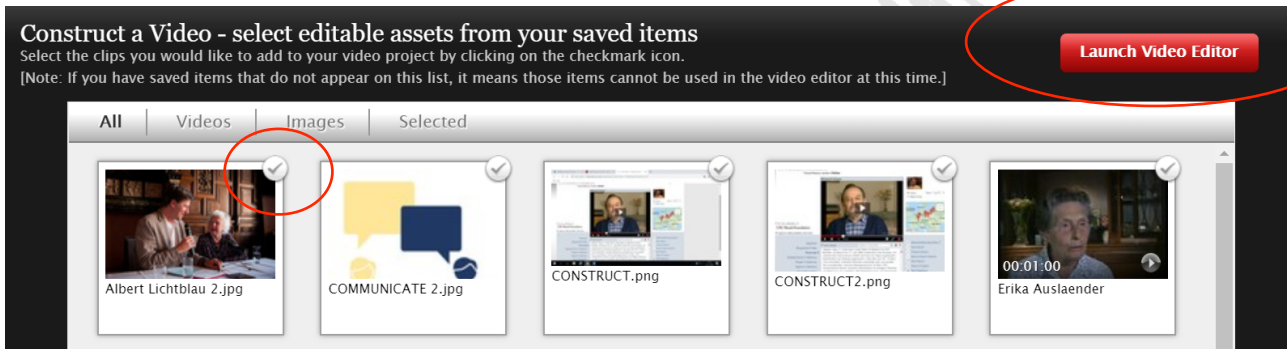 Construct a Video - select editable assets from your saved items
Select the clips you would like to add to your video project by clicking on the checkmark icon.
[Note: If you have saved items that do not appear on this list, it means those items cannot be used in the video editor at this time.]
Launch Video Editor
All Videos Images Selected
00:01:00
Albert Lichtblau 2.jpg
COMMUNICATE 2.jpg
CONSTRUCT.png
CONSTRUCT2.png
Erika Auslaender